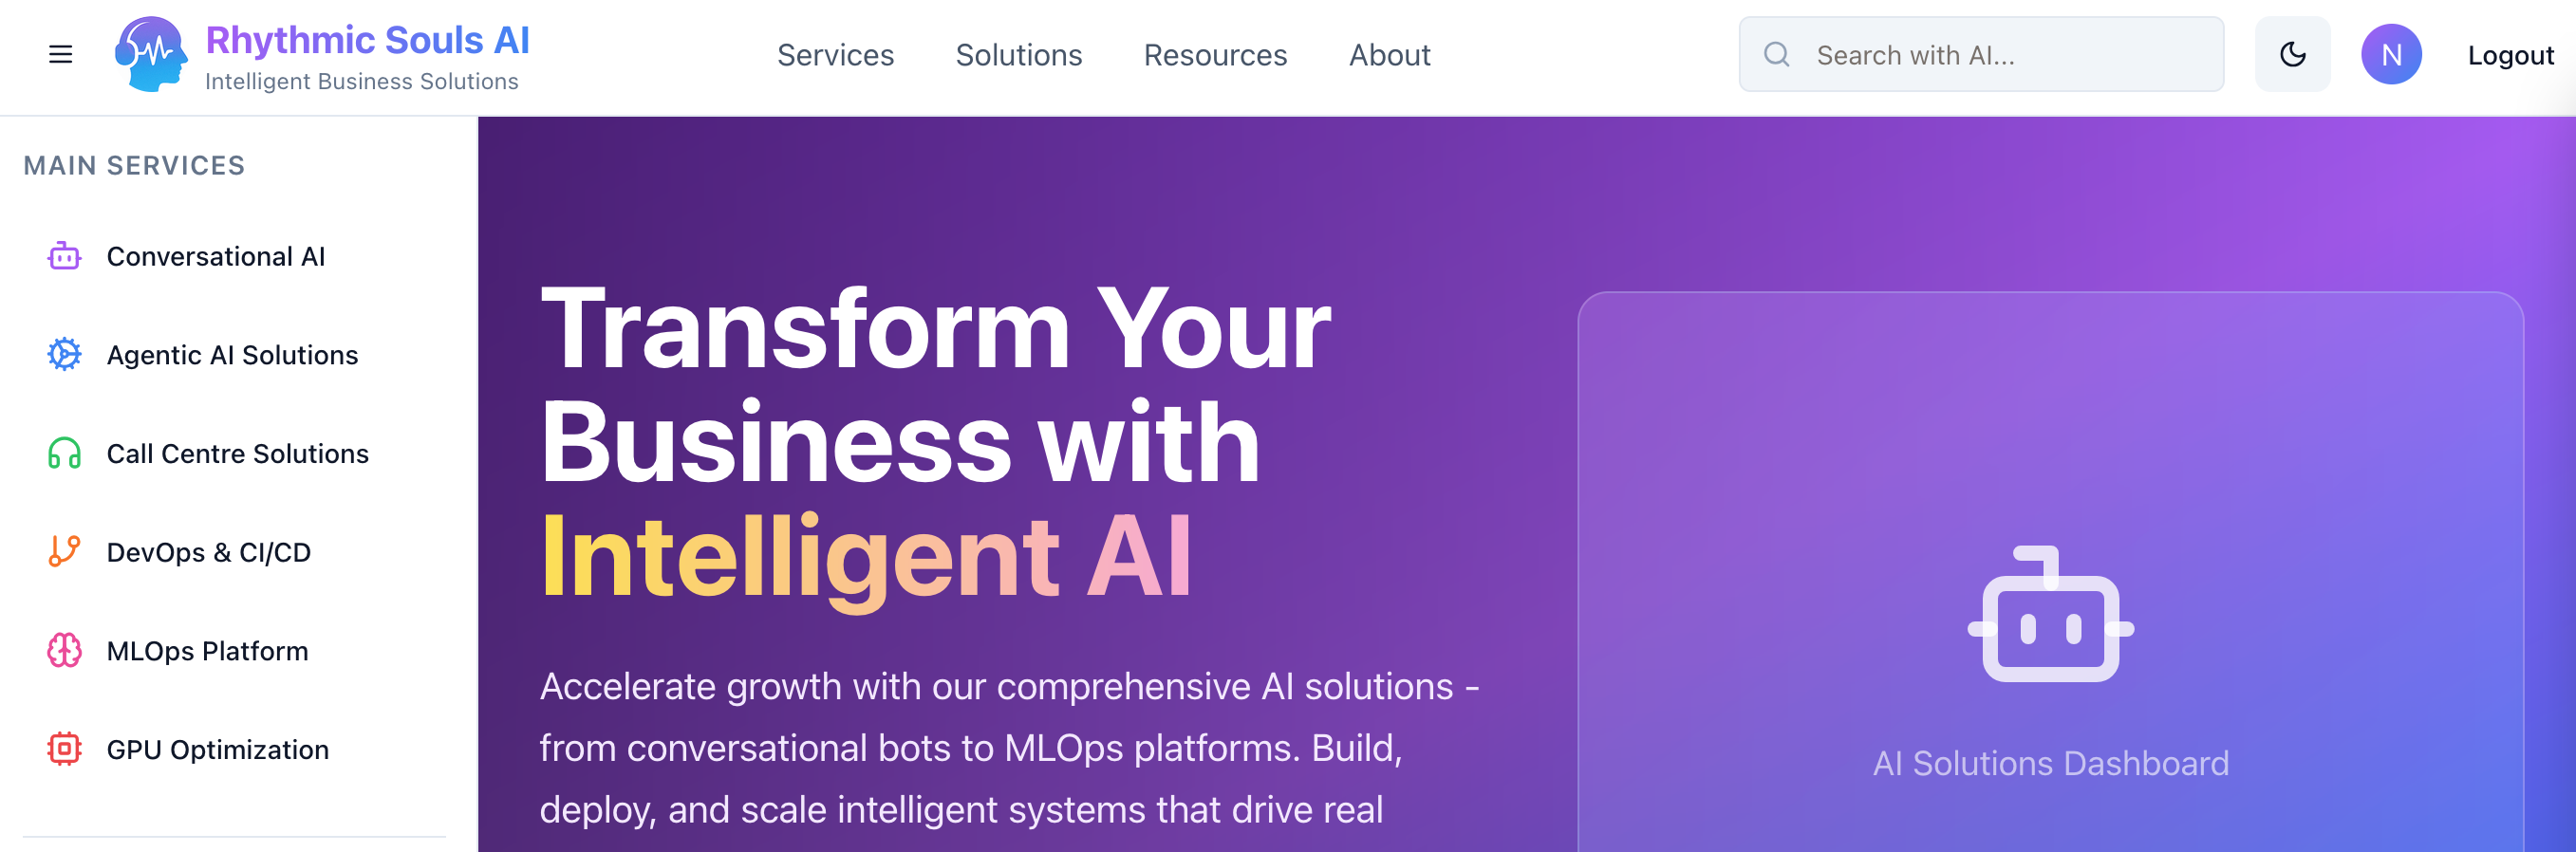 Rhythmic Souls AI
Intelligent Business Solutions
Services
Solutions
Resources
About
Search with AI...
N
Logout
MAIN SERVICES
Conversational AI
Agentic AI Solutions
Call Centre Solutions
DevOps & CI/CD
MLOps Platform
GPU Optimization
Transform Your
Business with
Intelligent AI
Accelerate growth with our comprehensive AI solutions -
from conversational bots to MLOps platforms. Build,
deploy, and scale intelligent systems that drive real
AI Solutions Dashboard